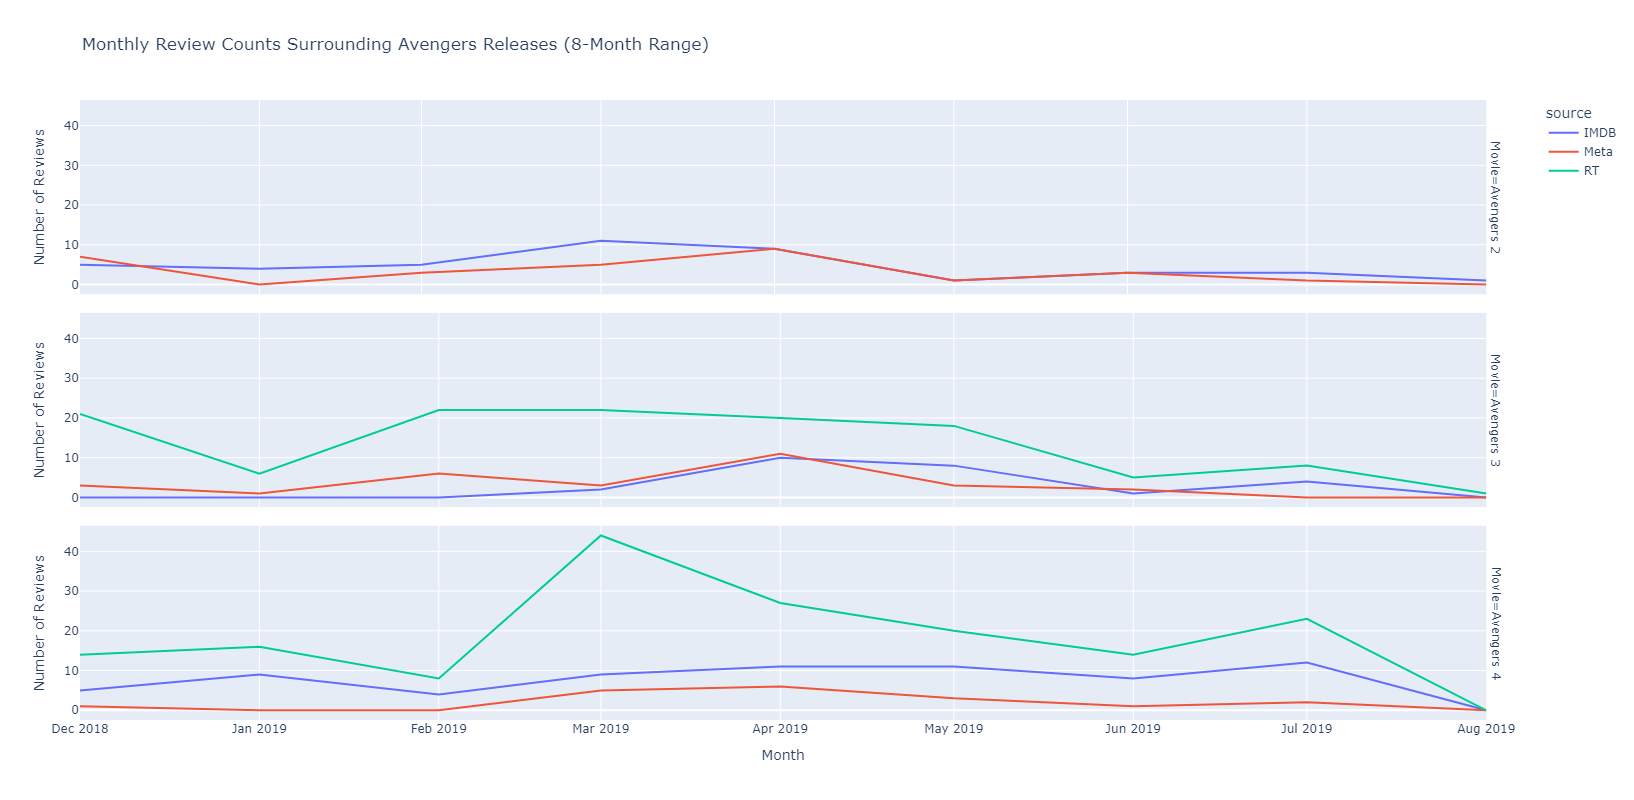 Monthly Review Counts Surrounding Avengers Releases (8-Month Range)
source
IMDB
Meta
RT
Number of Reviews
40
30
20
10
0
Movie=Avengers 2
Number of Reviews
40
30
20
10
0
Movie=Avengers 3
Number of Reviews
40
30
20
10
0
Movie=Avengers 4
Dec 2018 Jan 2019 Feb 2019 Mar 2019 Apr 2019 May 2019 Jun 2019 Jul 2019 Aug 2019
Month